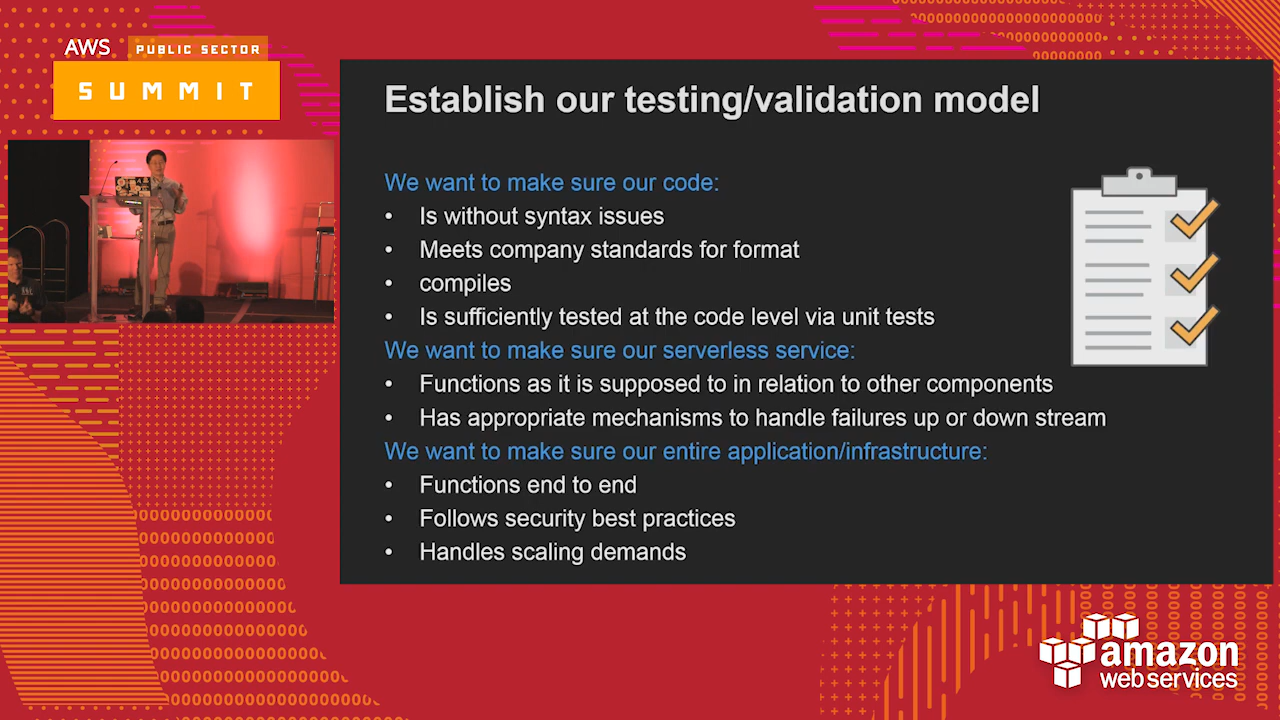 AWS PUBLIC SECTOR
SUMMIT
Establish our testing/validation model
We want to make sure our code:
• Is without syntax issues
• Meets company standards for format
• compiles
• Is sufficiently tested at the code level via unit tests
We want to make sure our serverless service:
• Functions as it is supposed to in relation to other components
• Has appropriate mechanisms to handle failures up or down stream
We want to make sure our entire application/infrastructure:
• Functions end to end
• Follows security best practices
• Handles scaling demands
amazon
web services